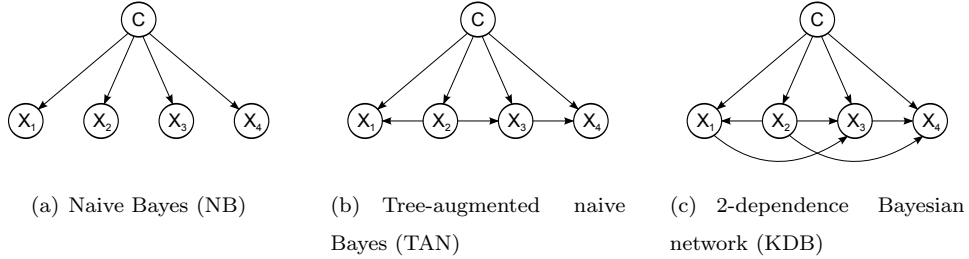 C
C
C
X1 X2 X3 X4
X1 X2 X3 X4
X1 X2 X3 X4
(a) Naive Bayes (NB)
(b) Tree-augmented naive
Bayes (TAN)
(c) 2-dependence Bayesian
network (KDB)